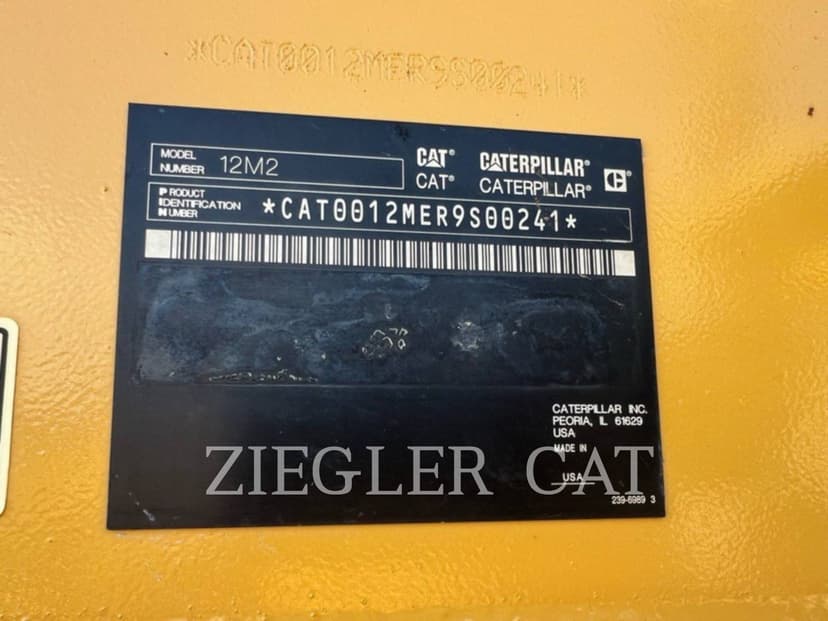 *CAT0012MER9S00241*
MODEL NUMBER 12M2
CAT® CATERPILLAR®
CAT® CATERPILLAR®
PRODUCT IDENTIFICATION NUMBER *CAT0012MER9S00241*
CATERPILLAR INC.
PEORIA, IL 61629
USA
MADE IN
USA
ZIEGLER CAT
239-6989 3